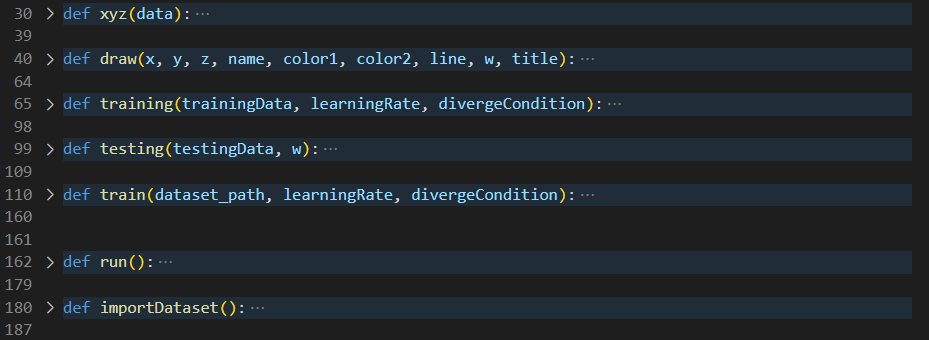 30 > def xyz(data): ···
39
40 > def draw(x, y, z, name, color1, color2, line, w, title): ···
64
65 > def training(trainingData, learningRate, divergeCondition): ···
98
99 > def testing(testingData, w): ···
109
110 > def train(dataset_path, learningRate, divergeCondition): ···
160
161
162 > def run(): ···
179
180 > def importDataset(): ···
187